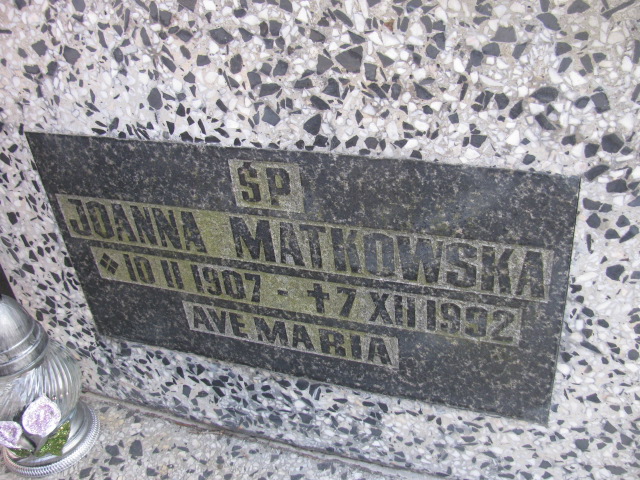 ŚP
JOANNA MATKOWSKA
❖ 10 II 1907 - ✝ 7 XII 1992
AVE MARIA